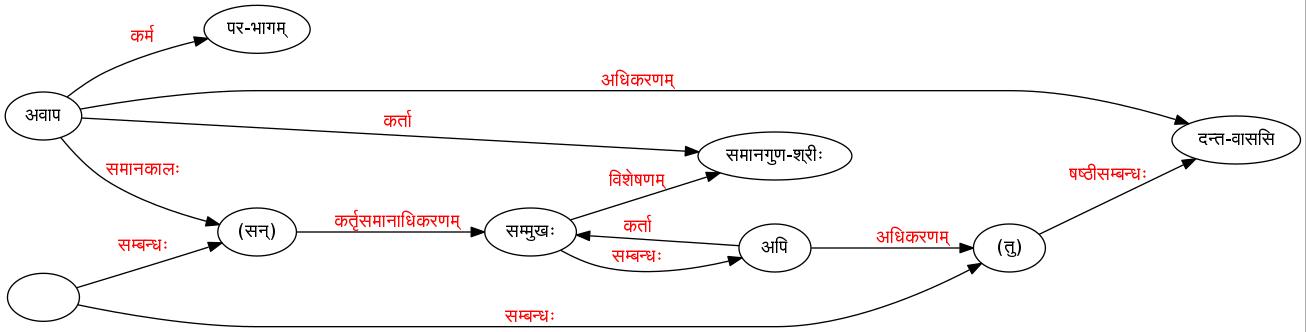 पर-भागम्
कर्म
अधिकरणम्
अवाप
कर्ता
दन्त-वाससि
समानगुण-श्रीः
समानकालः
विशेषणम्
षष्ठीसम्बन्धः
(सन्)
कर्तृसमानाधिकरणम्
सम्मुखः
कर्ता
सम्बन्धः
अपि
अधिकरणम्
(तु)
सम्बन्धः
सम्बन्धः